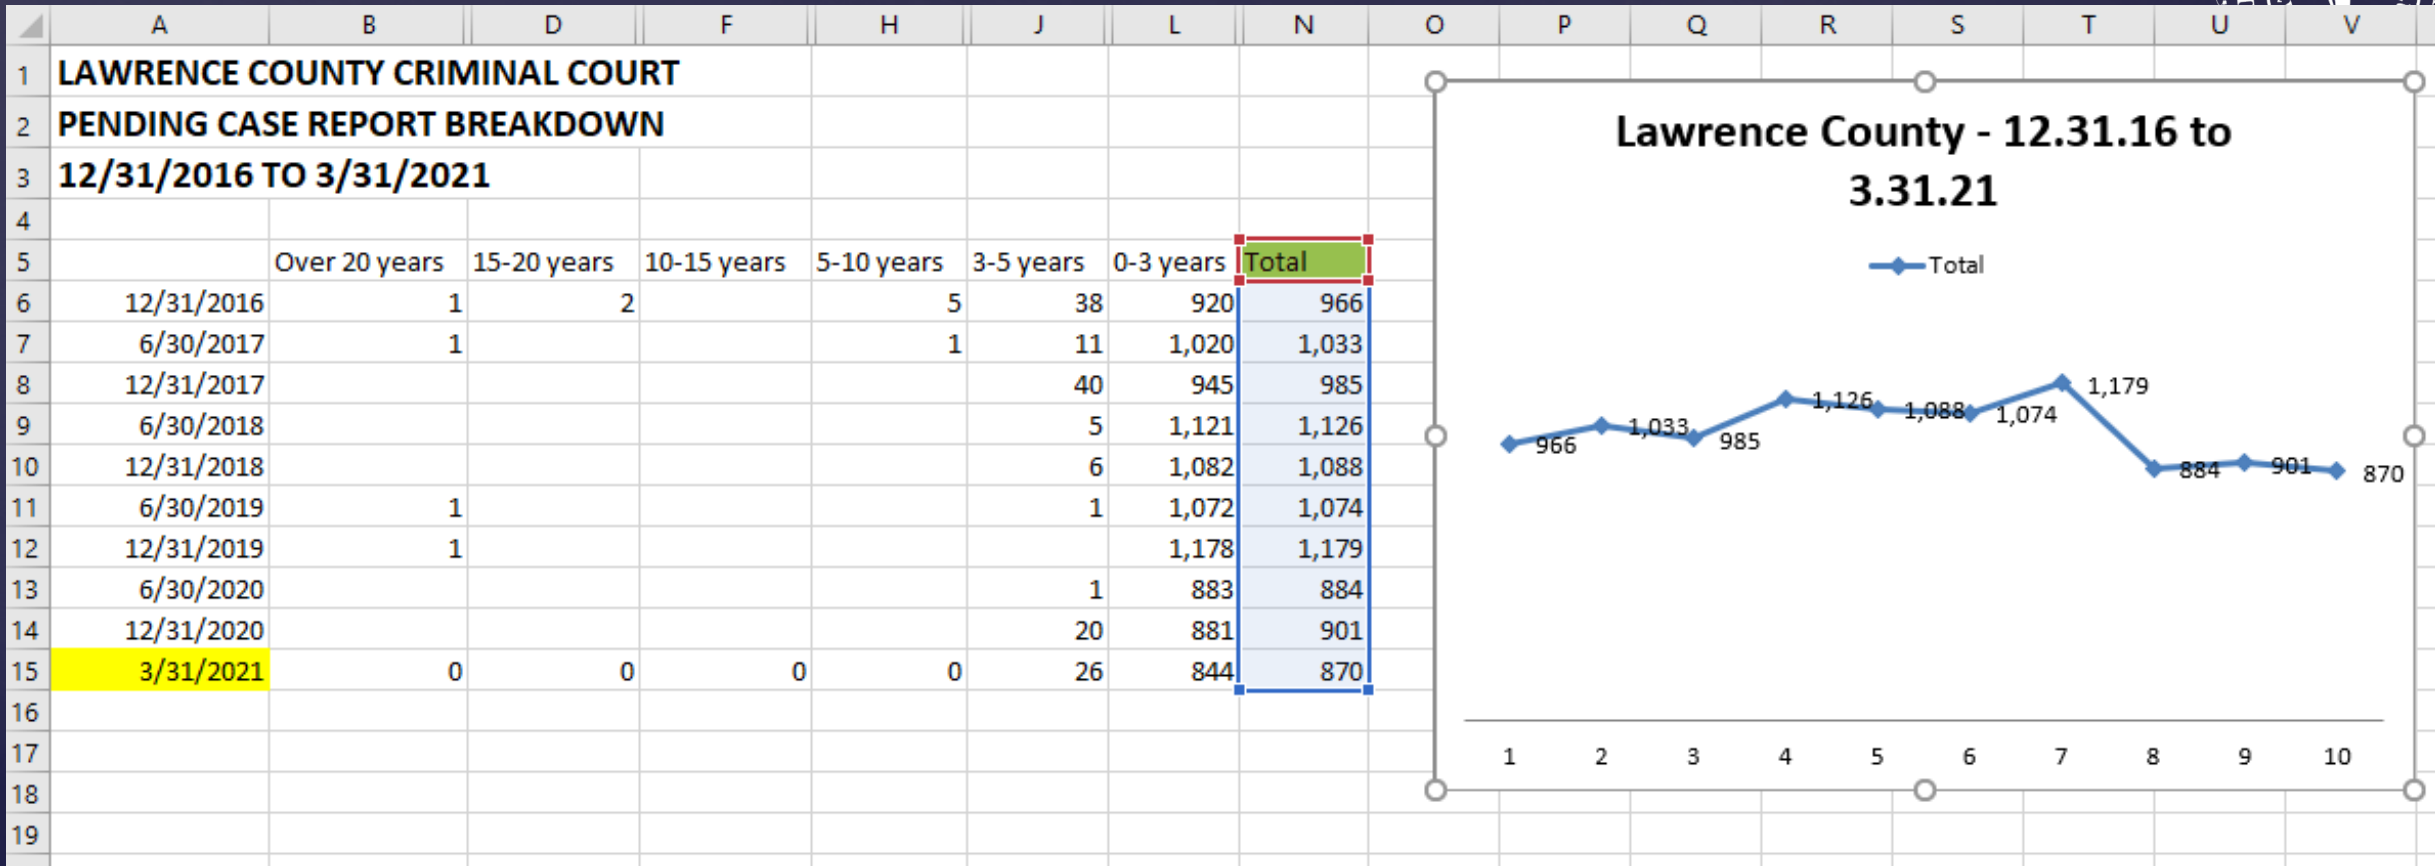 A B D F H J L N O P Q R S T U V
1 LAWRENCE COUNTY CRIMINAL COURT
2 PENDING CASE REPORT BREAKDOWN
3 12/31/2016 TO 3/31/2021
4
5 Over 20 years 15-20 years 10-15 years 5-10 years 3-5 years 0-3 years Total
6 12/31/2016 1 2 5 38 920 966
7 6/30/2017 1 1 11 1,020 1,033
8 12/31/2017 40 945 985
9 6/30/2018 5 1,121 1,126
10 12/31/2018 6 1,082 1,088
11 6/30/2019 1 1 1,072 1,074
12 12/31/2019 1 1,178 1,179
13 6/30/2020 1 883 884
14 12/31/2020 20 881 901
15 3/31/2021 0 0 0 0 26 844 870
16
17
18
19
Lawrence County - 12.31.16 to
3.31.21
Total
966 1,033 985 1,126 1,088 1,074 1,179 884 901 870
1 2 3 4 5 6 7 8 9 10